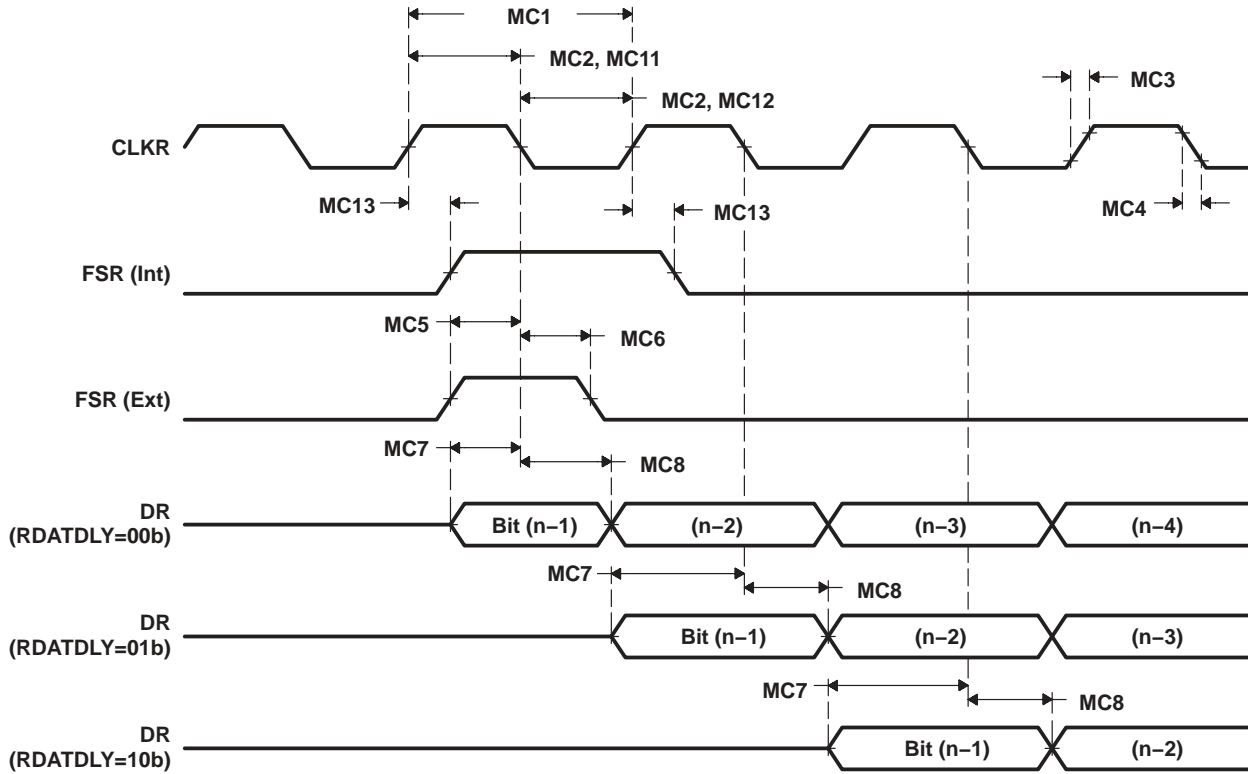 MC1
MC2, MC11
MC3
MC2, MC12
CLKR
MC13
MC13
MC4
FSR (Int)
MC5
MC6
FSR (Ext)
MC7
MC8
DR
(RDATDLY=00b)
Bit (n−1)
(n−2)
(n−3)
(n−4)
MC7
MC8
DR
(RDATDLY=01b)
Bit (n−1)
(n−2)
(n−3)
MC7
MC8
DR
(RDATDLY=10b)
Bit (n−1)
(n−2)